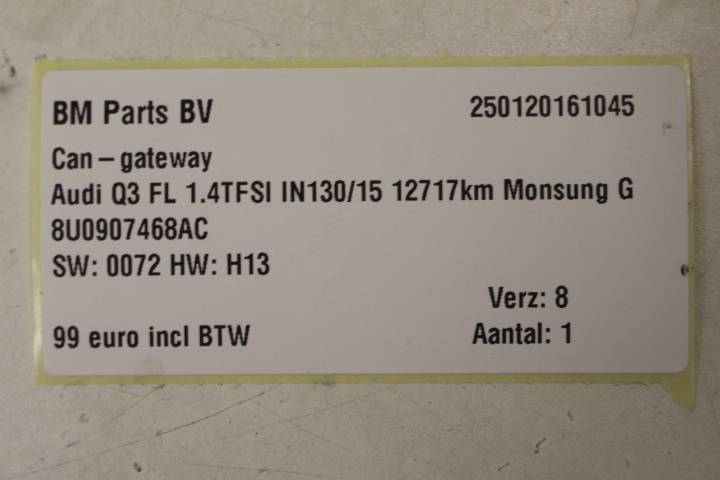 BM Parts BV 250120161045
Can - gateway
Audi Q3 FL 1.4TFSI IN130/15 12717km Monsung G
8U0907468AC
SW: 0072 HW: H13
Verz: 8
99 euro incl BTW Aantal: 1